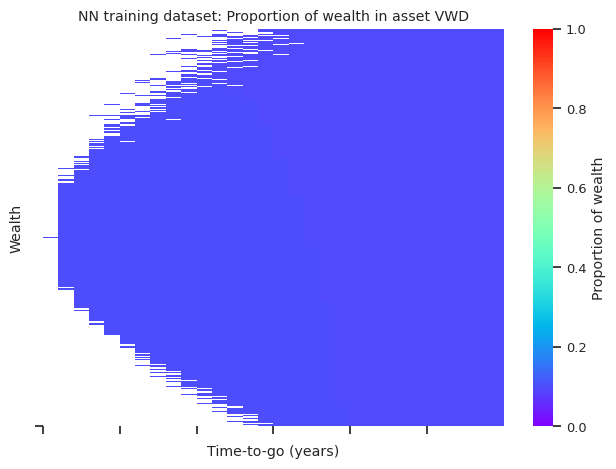 NN training dataset: Proportion of wealth in asset VWD
Wealth
Time-to-go (years)
1.0
0.8
0.6
0.4
0.2
0.0
Proportion of wealth